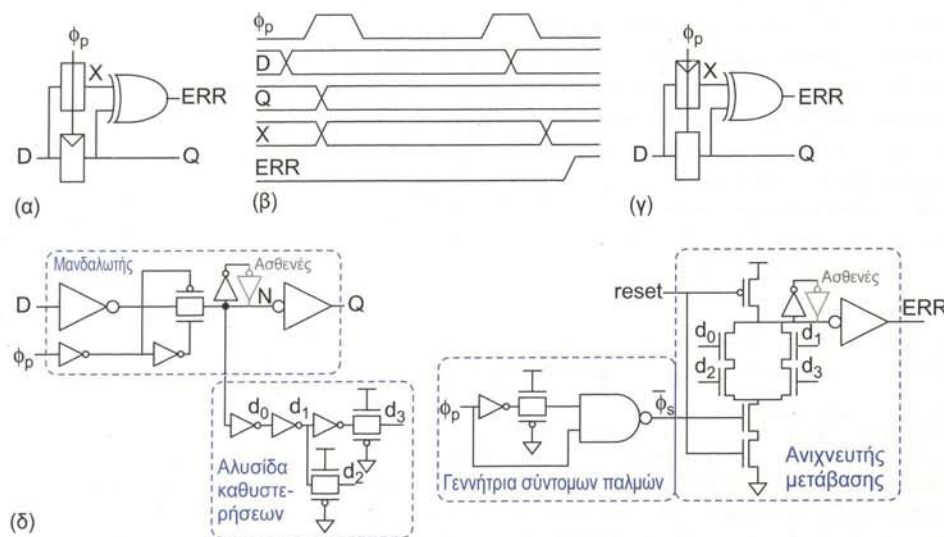 ϕp
X
ERR
D
Q
(α)
ϕp
D
Q
X
ERR
(β)
ϕp
X
ERR
D
Q
(γ)
Μανδαλωτής
Ασθενές
D
N
Q
ϕp
d0
d1
d3
d2
Αλυσίδα
καθυστε-
ρήσεων
ϕp
ϕ̅s
Γεννήτρια σύντομων παλμών
reset
Ασθενές
ERR
d0
d1
d2
d3
Ανιχνευτής
μετάβασης
(δ)